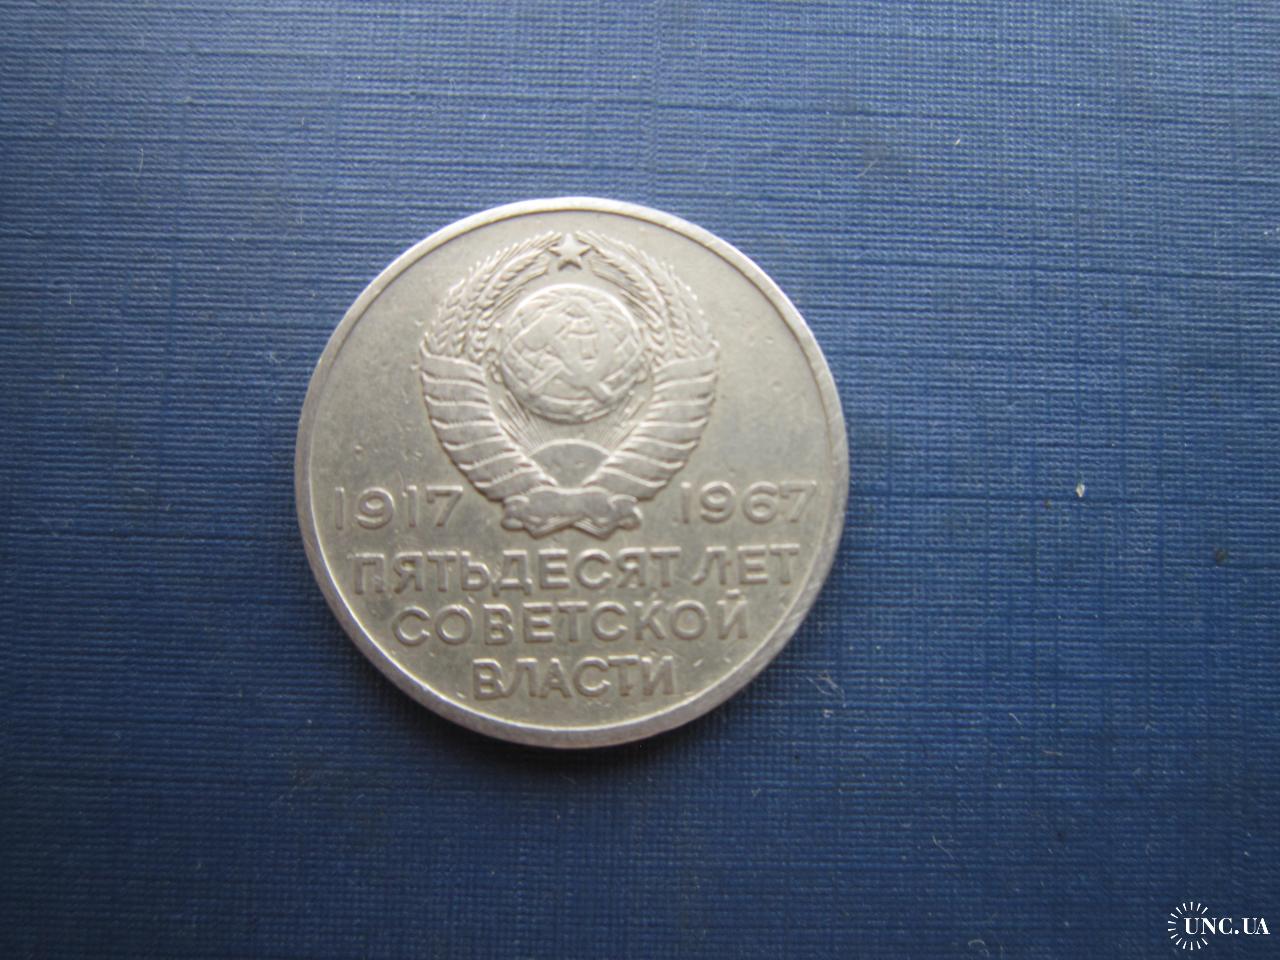 1917 1967
ПЯТЬДЕСЯТ ЛЕТ
СОВЕТСКОЙ
ВЛАСТИ
UNC.UA